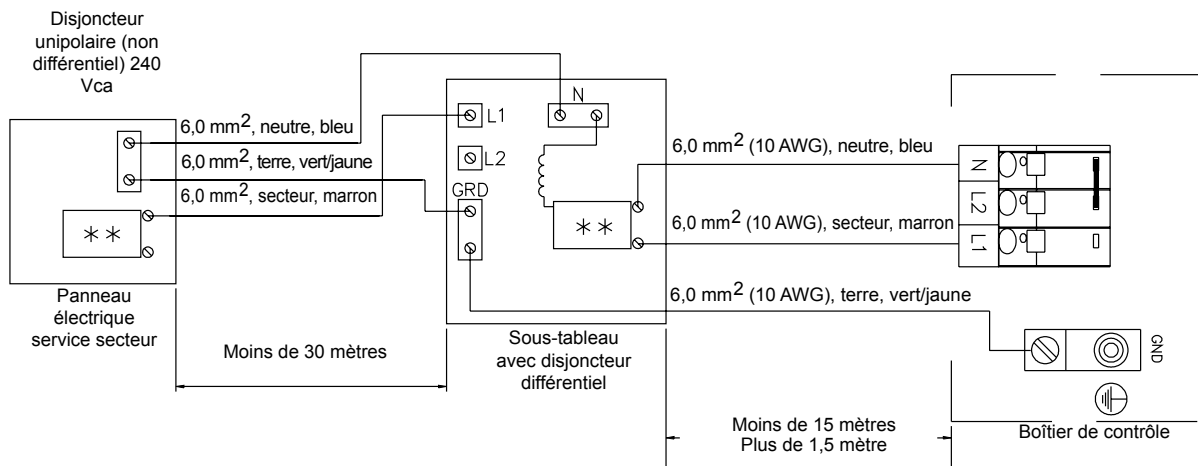 Disjoncteur
unipolaire (non
différentiel) 240
Vca
6,0 mm², neutre, bleu
6,0 mm², terre, vert/jaune
6,0 mm², secteur, marron
**
Panneau
électrique
service secteur
Moins de 30 mètres
L1
N
L2
GRD
**
Sous-tableau
avec disjoncteur
différentiel
6,0 mm² (10 AWG), neutre, bleu
6,0 mm² (10 AWG), secteur, marron
6,0 mm² (10 AWG), terre, vert/jaune
Moins de 15 mètres
Plus de 1,5 mètre
N
L2
L1
GND
Boîtier de contrôle